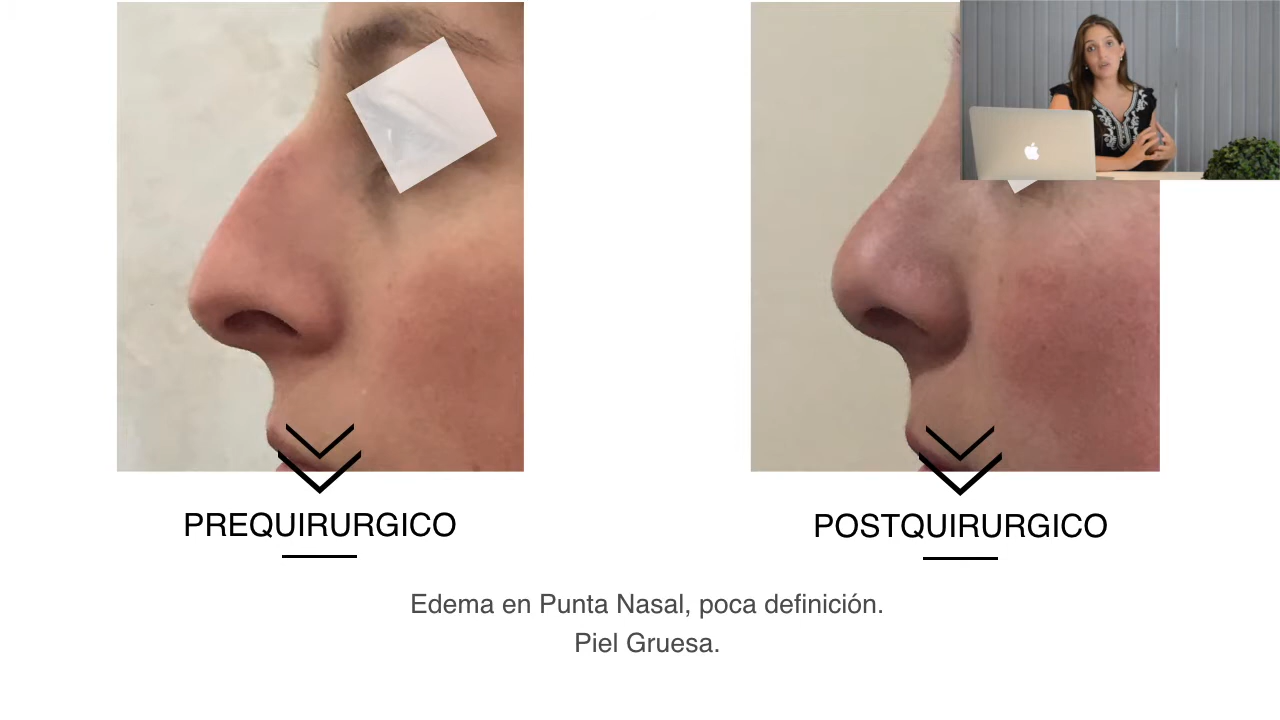 PREQUIRURGICO
POSTQUIRURGICO
Edema en Punta Nasal, poca definición.
Piel Gruesa.